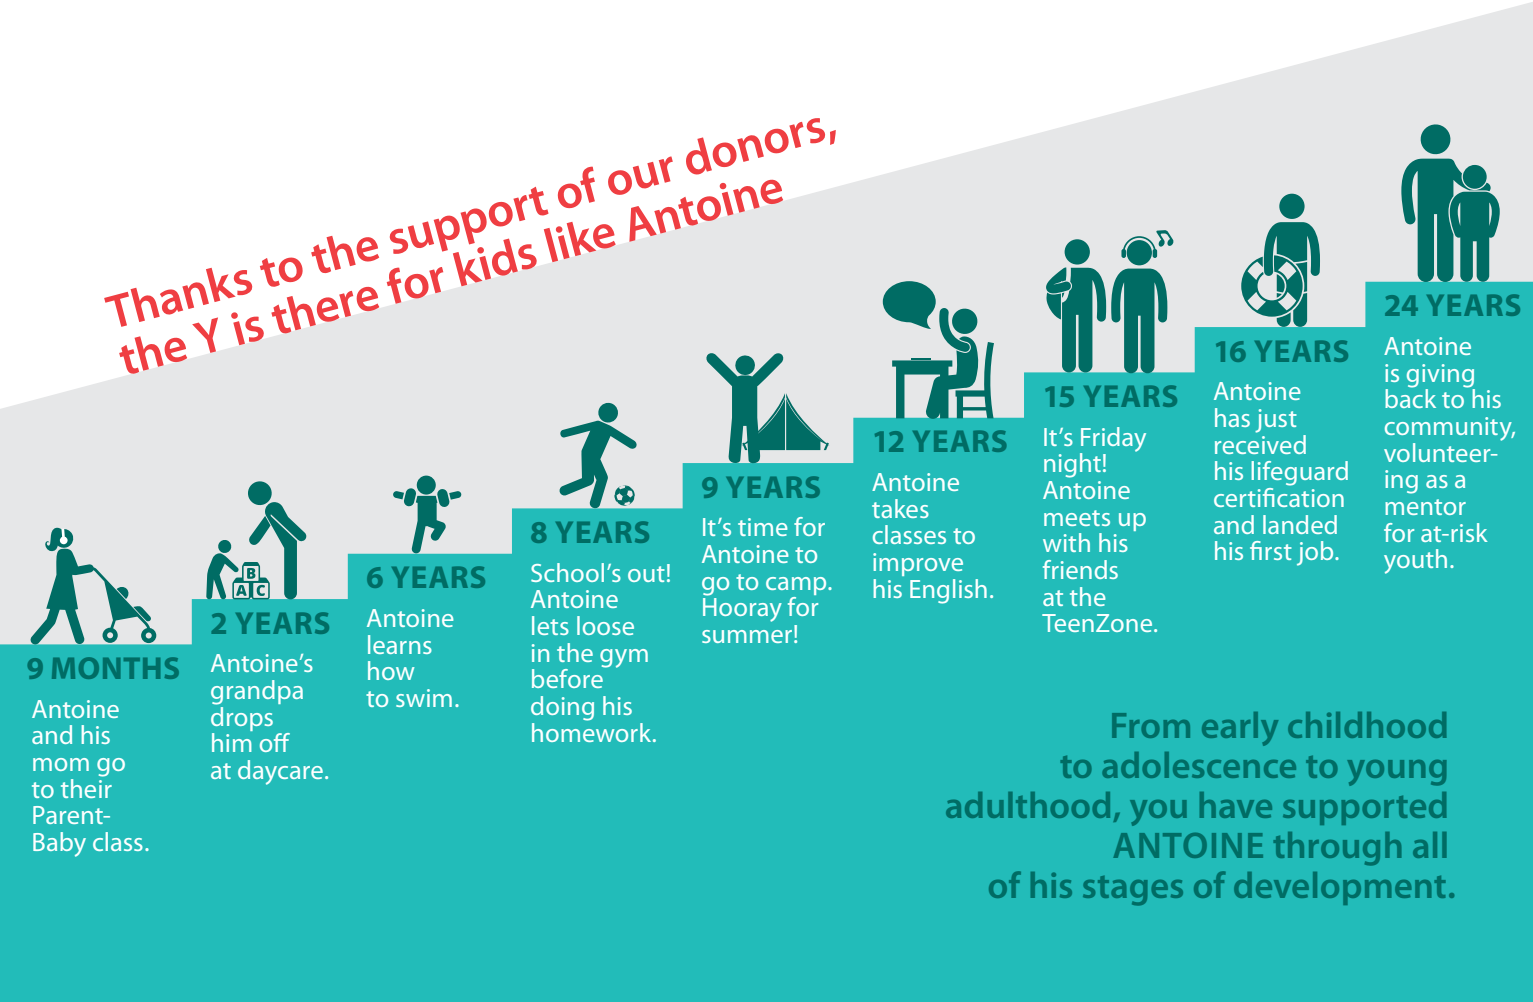 Thanks to the support of our donors,
the Y is there for kids like Antoine
9 MONTHS
Antoine
and his
mom go
to their
Parent-
Baby class.
B
A C
2 YEARS
Antoine's
grandpa
drops
him off
at daycare.
6 YEARS
Antoine
learns
how
to swim.
8 YEARS
School's out!
Antoine
lets loose
in the gym
before
doing his
homework.
9 YEARS
It's time for
Antoine to
go to camp.
Hooray for
summer!
12 YEARS
Antoine
takes
classes to
improve
his English.
15 YEARS
It's Friday
night!
Antoine
meets up
with his
friends
at the
TeenZone.
16 YEARS
Antoine
has just
received
his lifeguard
certification
and landed
his first job.
24 YEARS
Antoine
is giving
back to his
community,
volunteer-
ing as a
mentor
for at-risk
youth.
From early childhood
to adolescence to young
adulthood, you have supported
ANTOINE through all
of his stages of development.